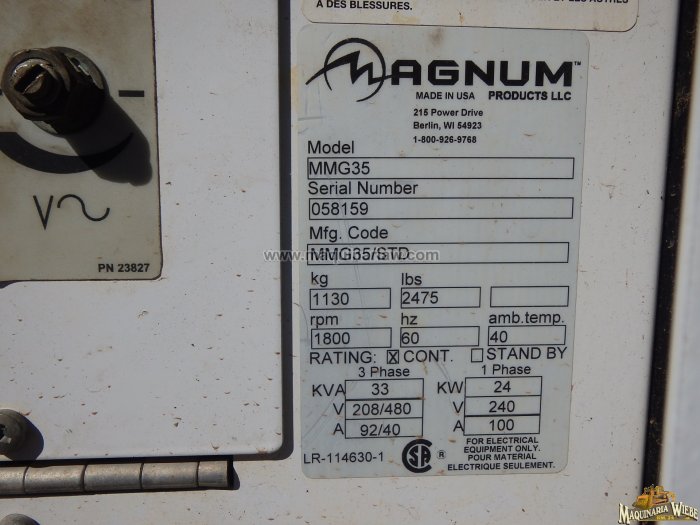 A DES BLESSURES.
MAGNUM™
MADE IN USA PRODUCTS LLC
215 Power Drive
Berlin, WI 54923
1-800-926-9768
Model
MMG35
Serial Number
058159
Mfg. Code
MMG35/STD
kg lbs
1130 2475
rpm hz amb.temp.
1800 60 40
RATING: ☒ CONT. ☐ STAND BY
3 Phase 1 Phase
KVA 33 KW 24
V 208/480 V 240
A 92/40 A 100
LR-114630-1 ®
FOR ELECTRICAL
EQUIPMENT ONLY.
POUR MATERIAL
ELECTRIQUE SEULEMENT.
V
PN 23827
MAQUINARIA WIEBE